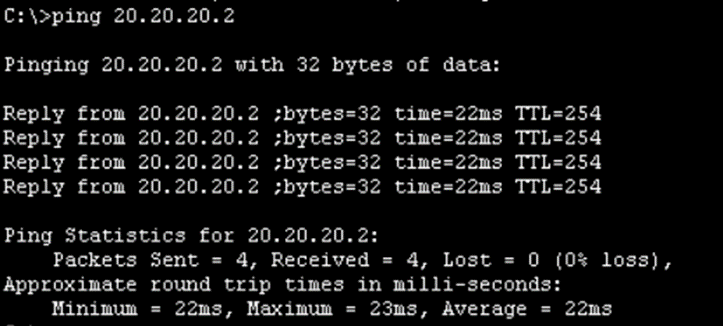 C:\>ping 20.20.20.2
Pinging 20.20.20.2 with 32 bytes of data:
Reply from 20.20.20.2 ;bytes=32 time=22ms TTL=254
Reply from 20.20.20.2 ;bytes=32 time=22ms TTL=254
Reply from 20.20.20.2 ;bytes=32 time=22ms TTL=254
Reply from 20.20.20.2 ;bytes=32 time=22ms TTL=254
Ping Statistics for 20.20.20.2:
Packets Sent = 4, Received = 4, Lost = 0 (0% loss),
Approximate round trip times in milli-seconds:
Minimum = 22ms, Maximum = 23ms, Average = 22ms